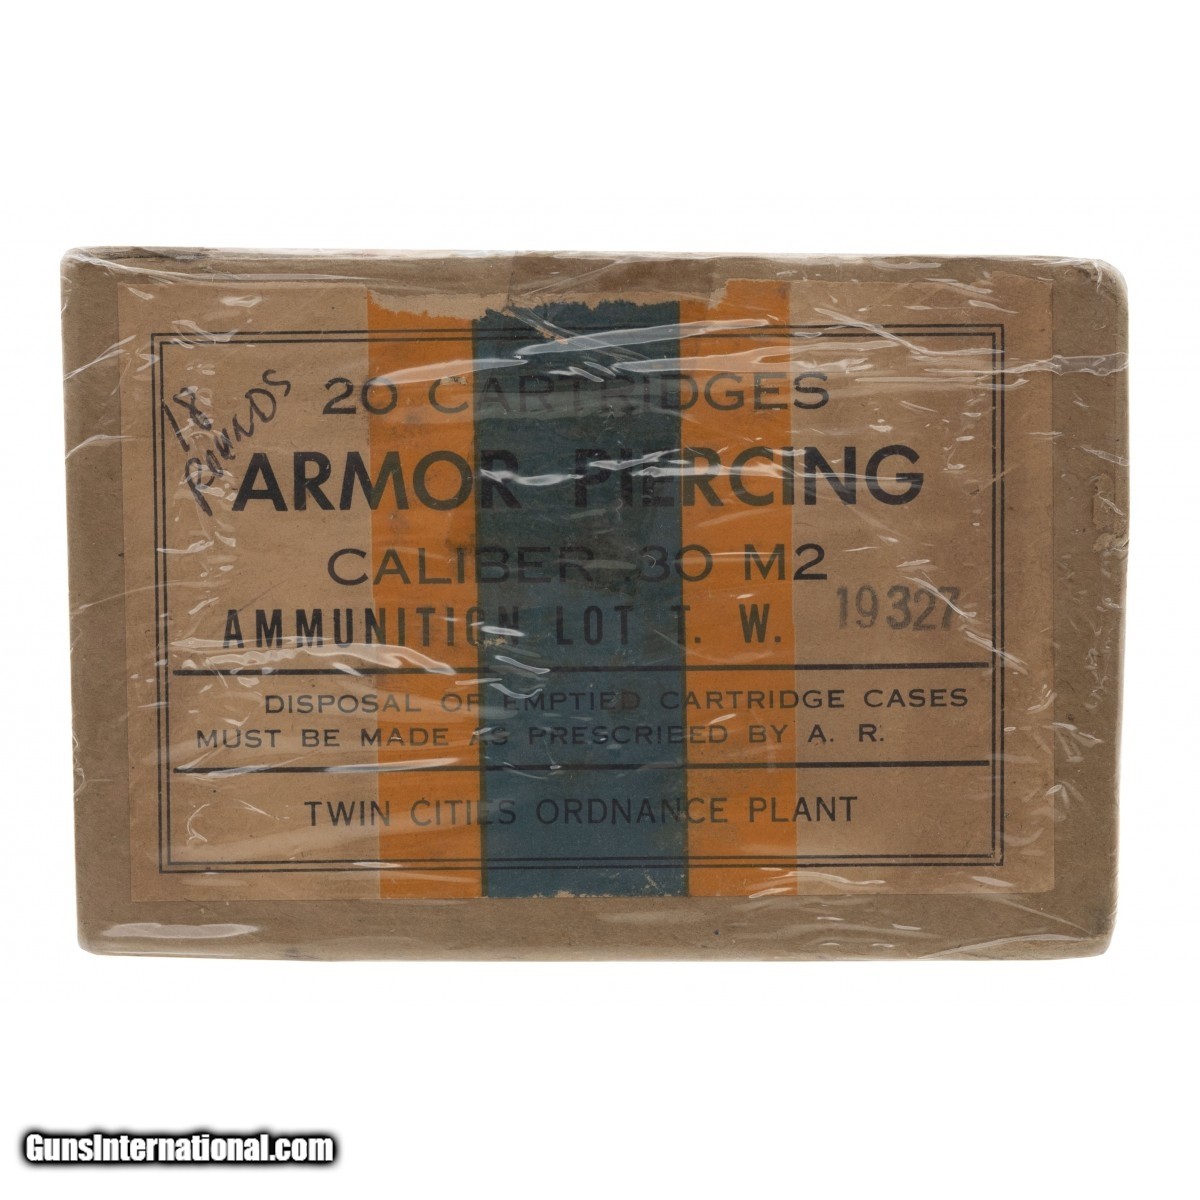 18
ROUNDS
20 CARTRIDGES
ARMOR PIERCING
CALIBER .30 M2
AMMUNITION LOT T. W. 19327
DISPOSAL OF EMPTIED CARTRIDGE CASES
MUST BE MADE AS PRESCRIBED BY A. R.
TWIN CITIES ORDNANCE PLANT
GunsInternational.com